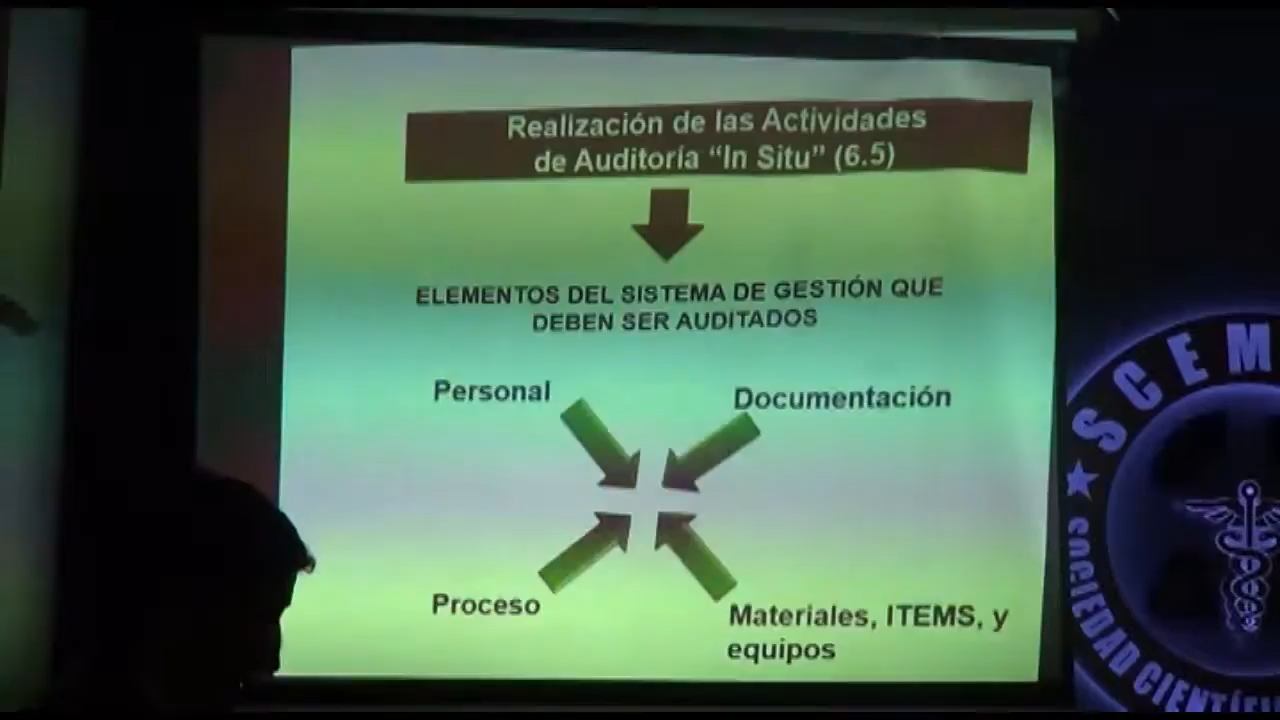 Realización de las Actividades
de Auditoría “In Situ” (6.5)
ELEMENTOS DEL SISTEMA DE GESTIÓN QUE
DEBEN SER AUDITADOS
Personal
Documentación
Proceso
Materiales, ITEMS, y
equipos
SCEM
SOCIEDAD CIENTÍFI